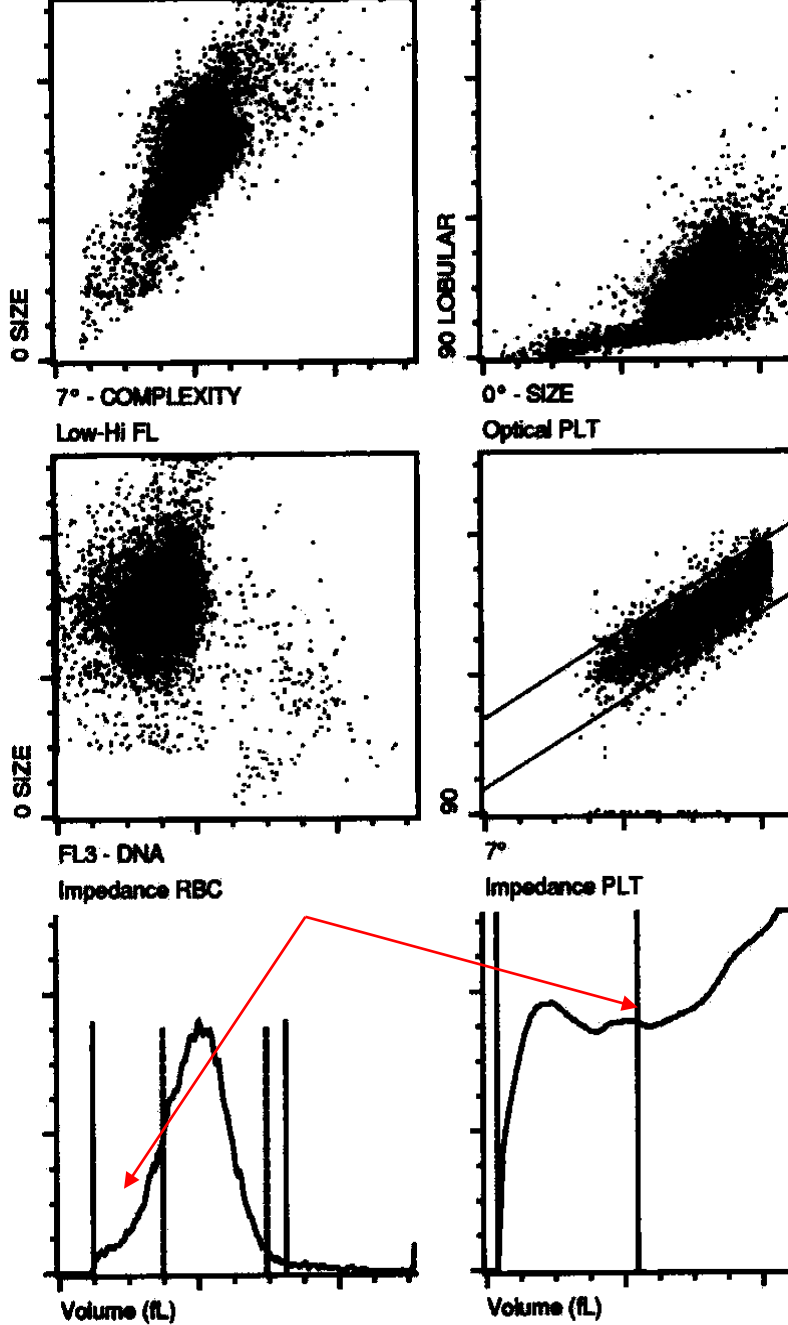 0 SIZE
7° - COMPLEXITY
90 LOBULAR
0° - SIZE
Low-Hi FL
0 SIZE
FL3 - DNA
Optical PLT
90
7°
Impedance RBC
Volume (fL)
Impedance PLT
Volume (fL)